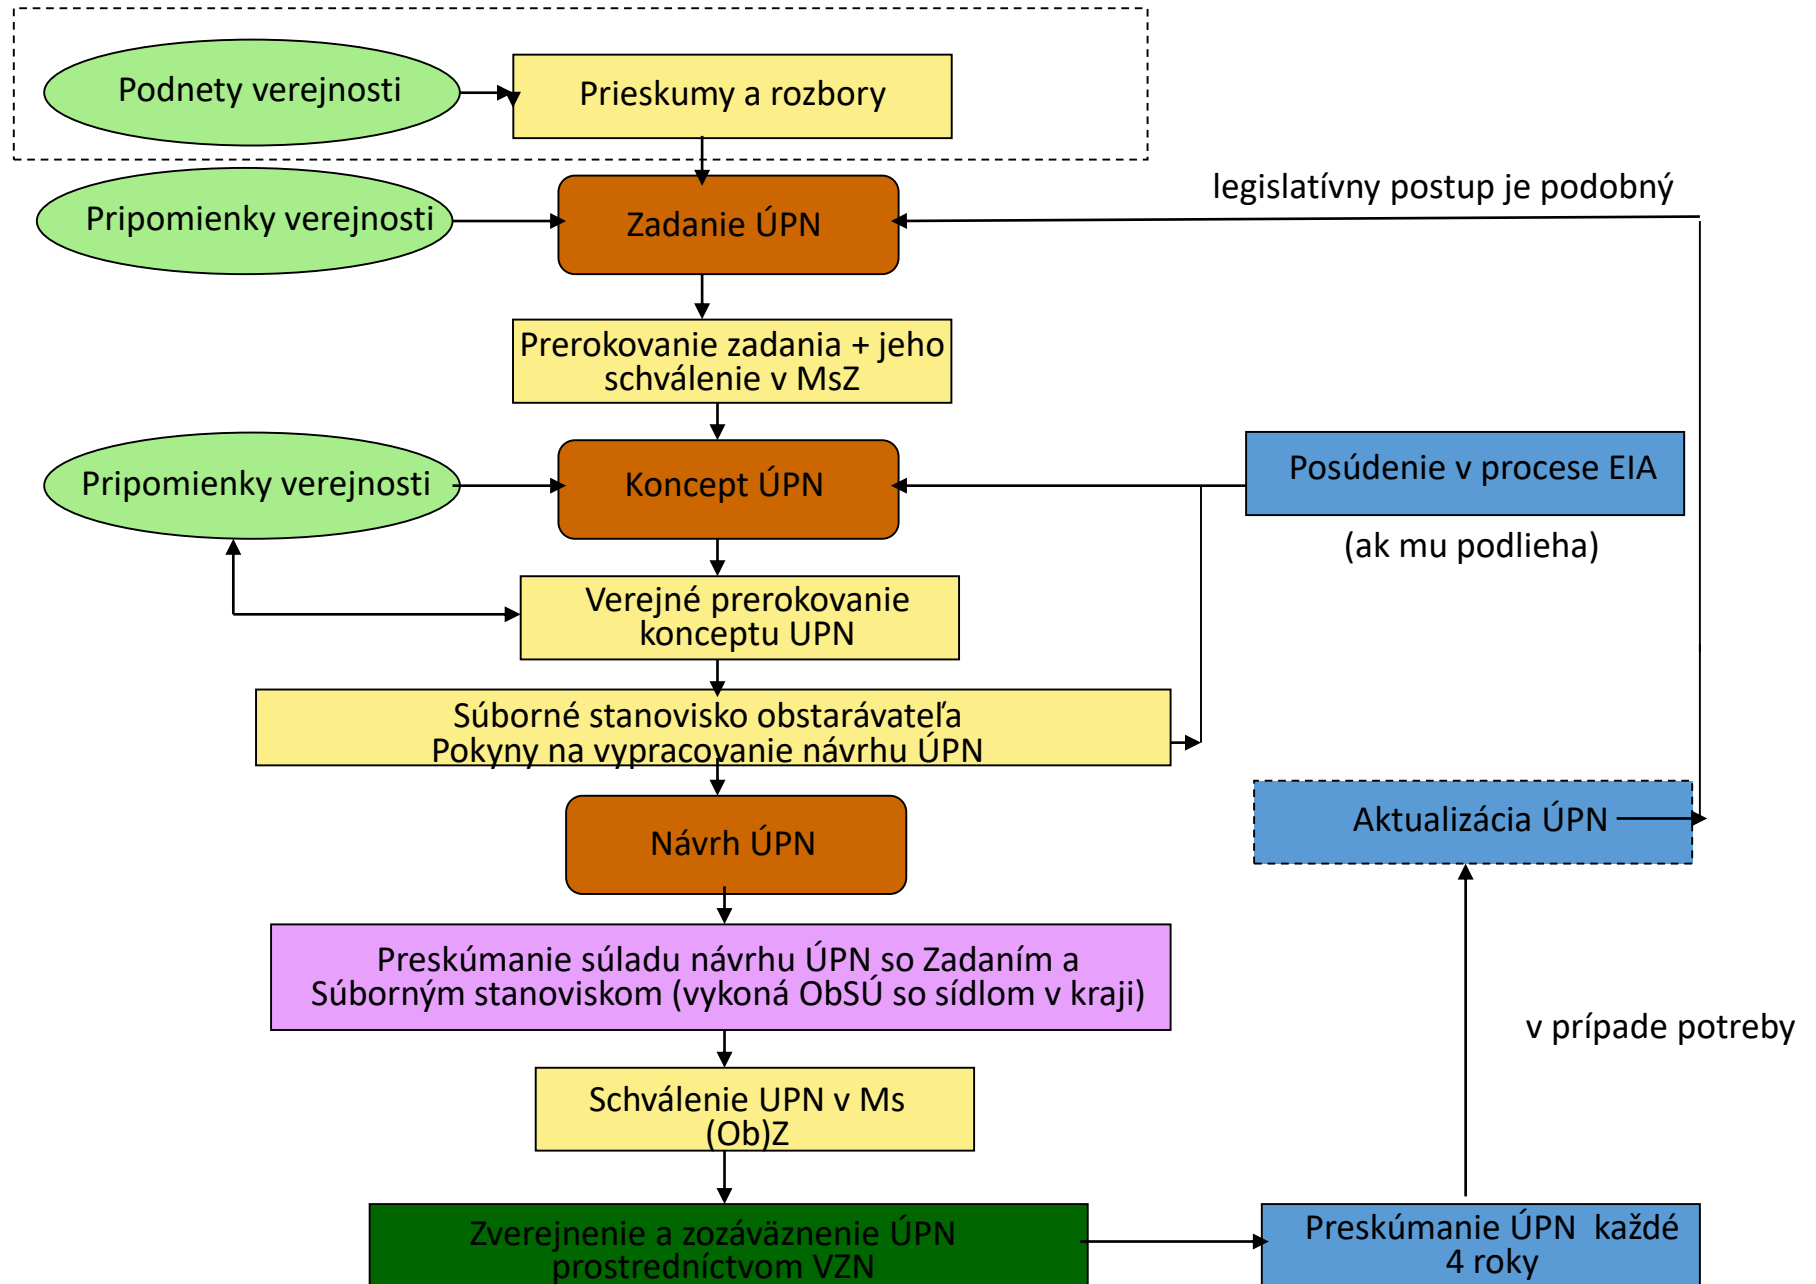 Podnety verejnosti
Prieskumy a rozbory
legislatívny postup je podobný
Pripomienky verejnosti
Zadanie ÚPN
Prerokovanie zadania + jeho
schválenie v MsZ
Pripomienky verejnosti
Koncept ÚPN
Posúdenie v procese EIA
(ak mu podlieha)
Verejné prerokovanie
konceptu UPN
Súborné stanovisko obstarávateľa
Pokyny na vypracovanie návrhu ÚPN
Návrh ÚPN
Aktualizácia ÚPN
Preskúmanie súladu návrhu ÚPN so Zadaním a
Súborným stanoviskom (vykoná ObSÚ so sídlom v kraji)
v prípade potreby
Schválenie UPN v Ms
(Ob)Z
Zverejnenie a zozáväznenie ÚPN
prostredníctvom VZN
Preskúmanie ÚPN každé
4 roky